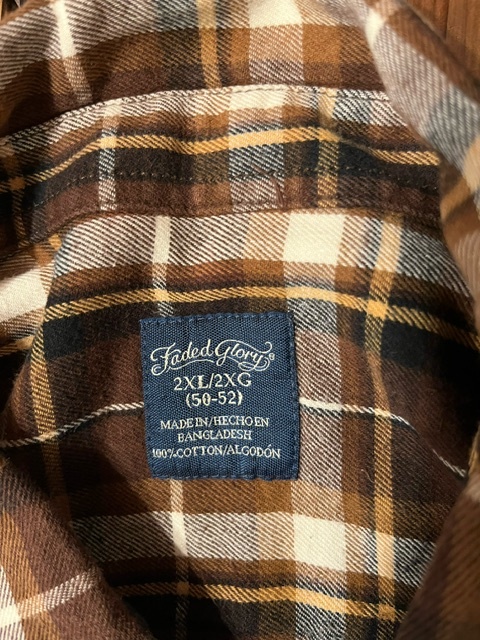 Faded Glory®
2XL/2XG
(50-52)
MADE IN/HECHO EN
BANGLADESH
100%COTTON/ALGODÓN